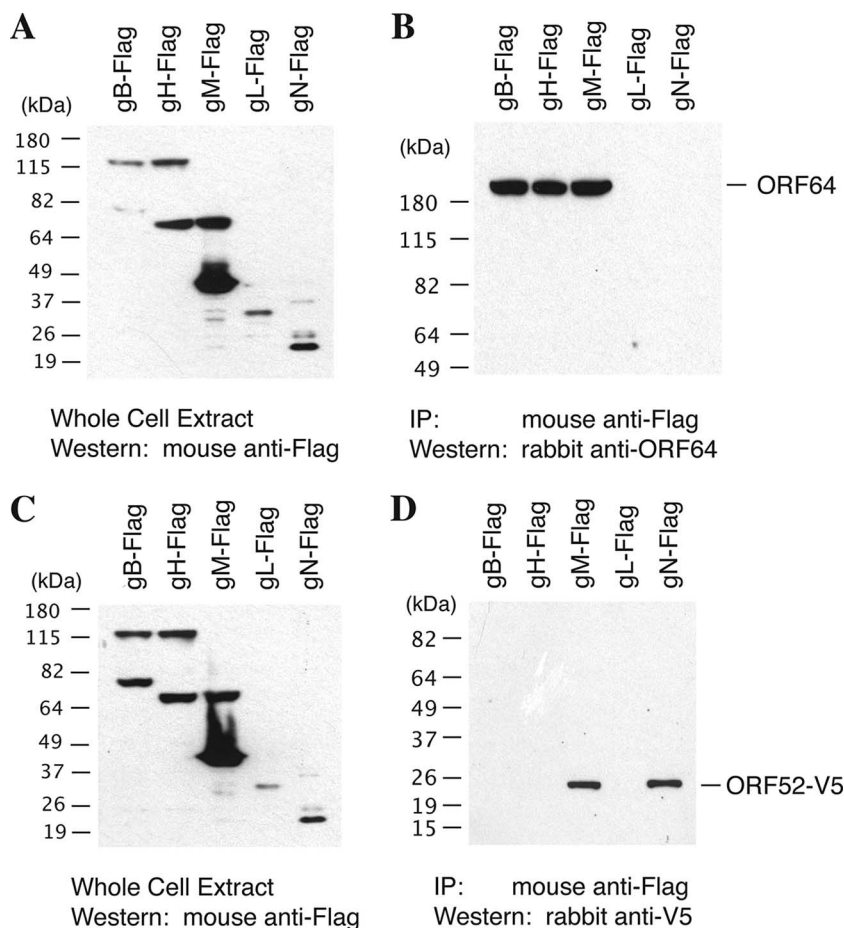 A
gB-Flag
gH-Flag
gM-Flag
gL-Flag
gN-Flag
(kDa)
180
115
82
64
49
37
26
19
Whole Cell Extract
Western: mouse anti-Flag
B
gB-Flag
gH-Flag
gM-Flag
gL-Flag
gN-Flag
(kDa)
180
115
82
64
49
ORF64
IP: mouse anti-Flag
Western: rabbit anti-ORF64
C
gB-Flag
gH-Flag
gM-Flag
gL-Flag
gN-Flag
(kDa)
180
115
82
64
49
37
26
19
Whole Cell Extract
Western: mouse anti-Flag
D
gB-Flag
gH-Flag
gM-Flag
gL-Flag
gN-Flag
(kDa)
82
64
49
37
26
19
15
ORF52-V5
IP: mouse anti-Flag
Western: rabbit anti-V5